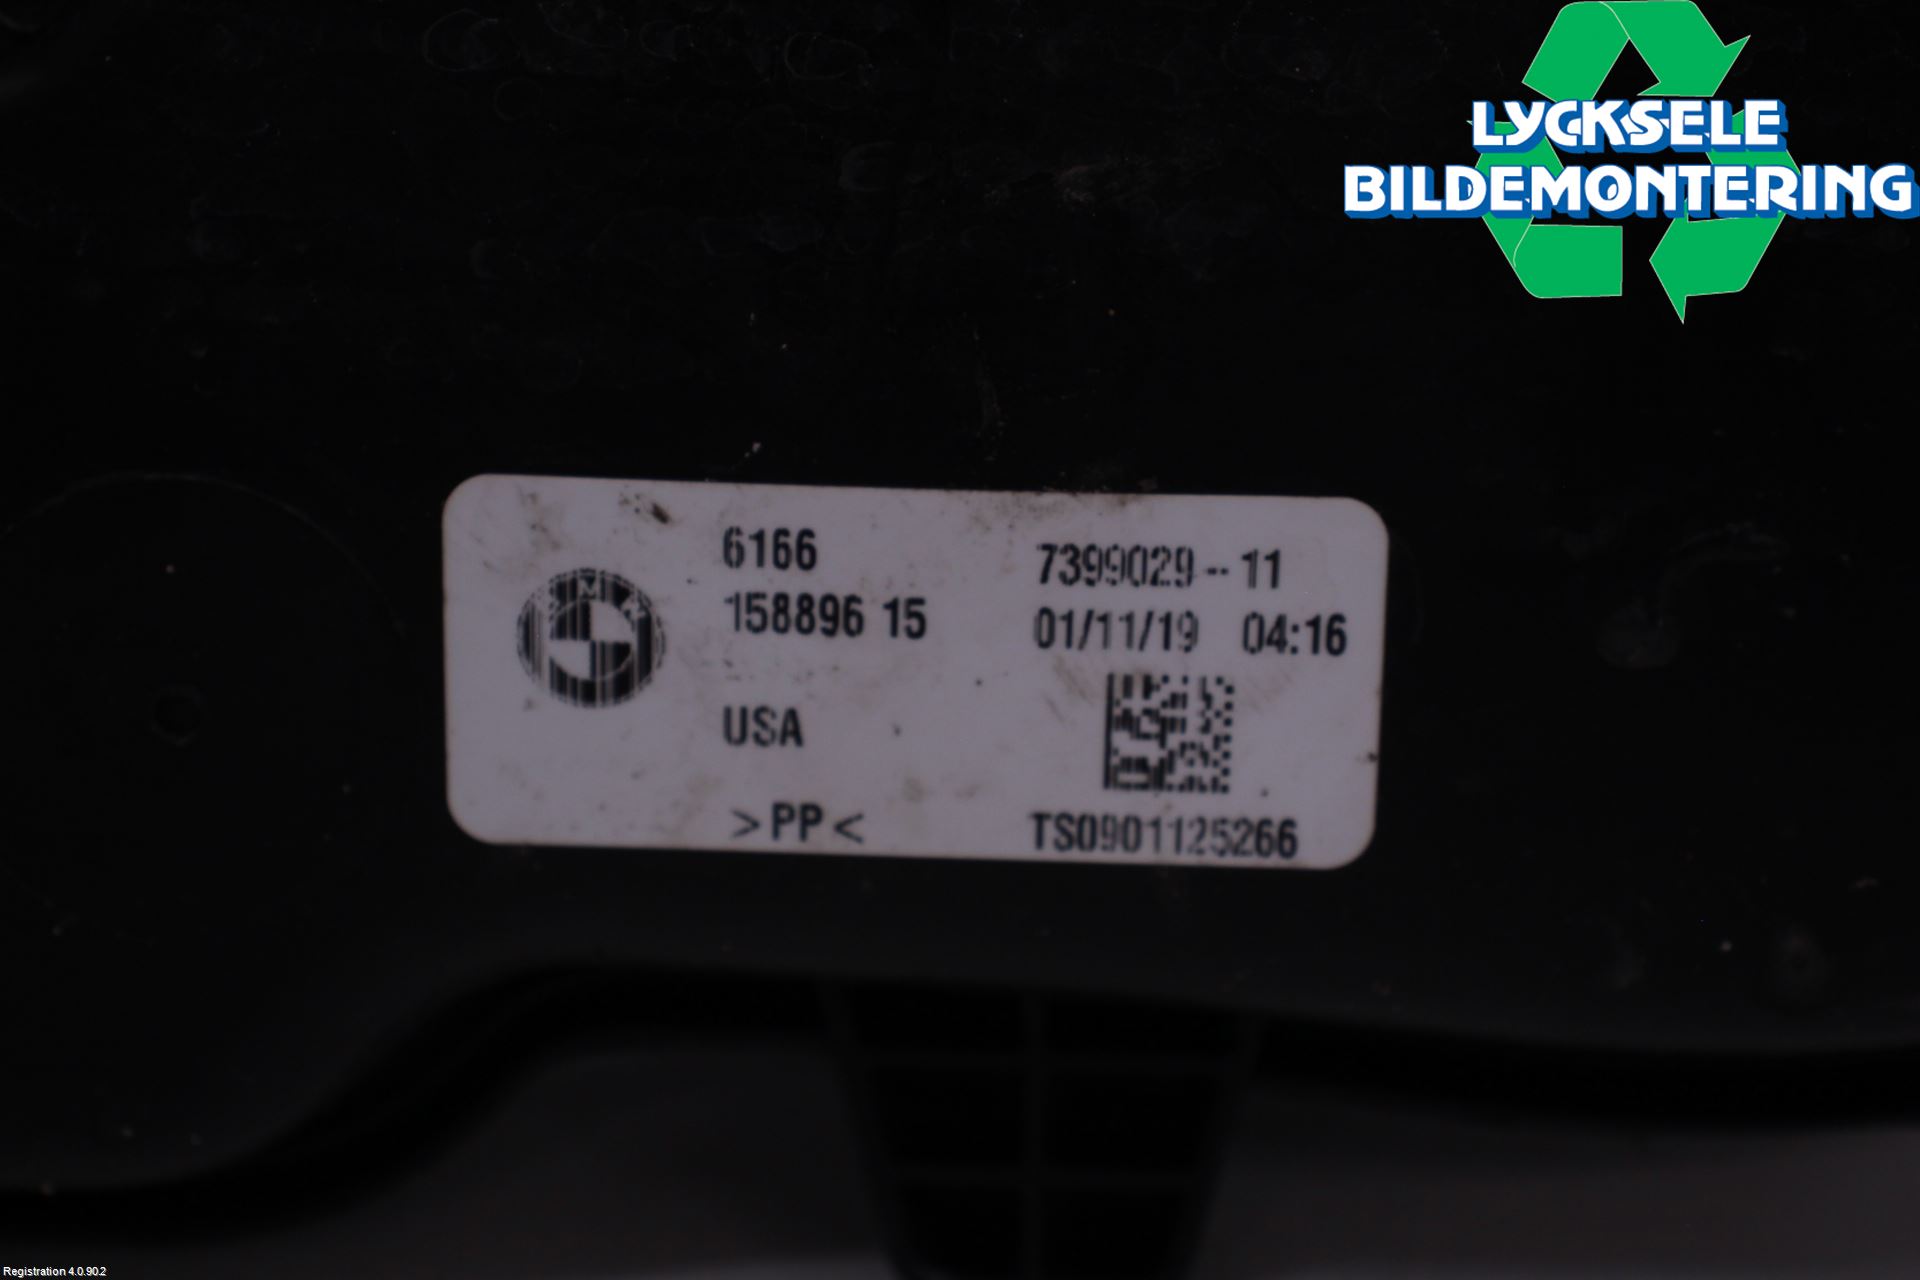 LYCKSELE
BILDEMONTERING
6166 7399029--11
158896 15 01/11/19 04:16
BMW
USA
>PP< TS0901125266
Registration 4.0.90.2